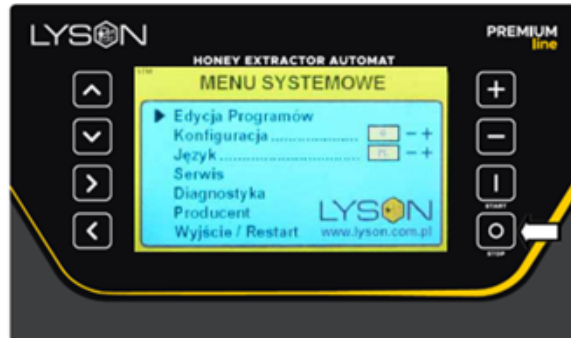 LYSON
PREMIUM
line
HONEY EXTRACTOR AUTOMAT
MENU SYSTEMOWE
Edycja Programów
Konfiguracja ........................ - +
Język .................................... PL - +
Serwis
Diagnostyka
Producent
Wyjście / Restart
LYSON
www.lyson.com.pl
START
STOP